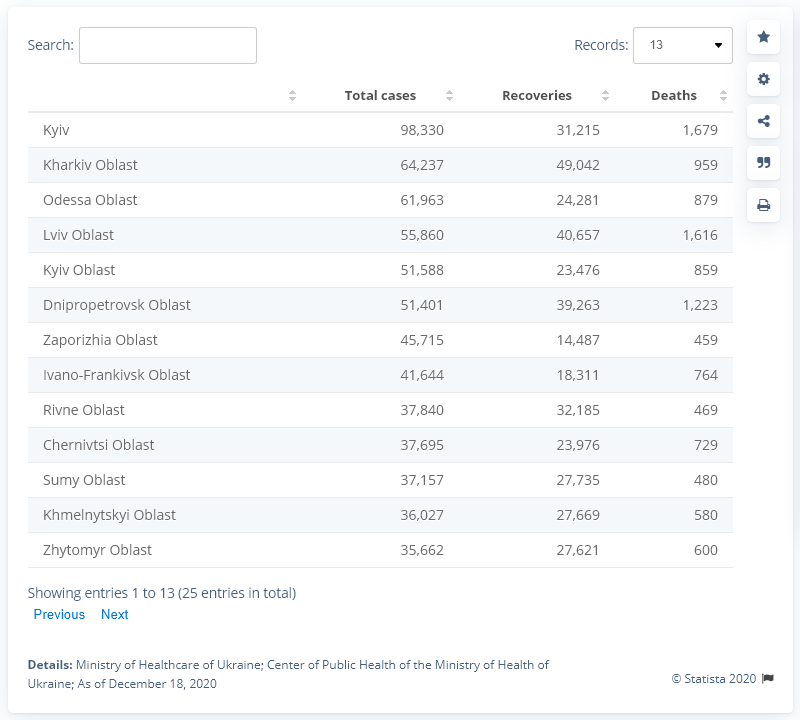 Search:
Records: 13
Total cases Recoveries Deaths
Kyiv 98,330 31,215 1,679
Kharkiv Oblast 64,237 49,042 959
Odessa Oblast 61,963 24,281 879
Lviv Oblast 55,860 40,657 1,616
Kyiv Oblast 51,588 23,476 859
Dnipropetrovsk Oblast 51,401 39,263 1,223
Zaporizhia Oblast 45,715 14,487 459
Ivano-Frankivsk Oblast 41,644 18,311 764
Rivne Oblast 37,840 32,185 469
Chernivtsi Oblast 37,695 23,976 729
Sumy Oblast 37,157 27,735 480
Khmelnytskyi Oblast 36,027 27,669 580
Zhytomyr Oblast 35,662 27,621 600
Showing entries 1 to 13 (25 entries in total)
Previous Next
Details: Ministry of Healthcare of Ukraine; Center of Public Health of the Ministry of Health of
Ukraine; As of December 18, 2020
© Statista 2020